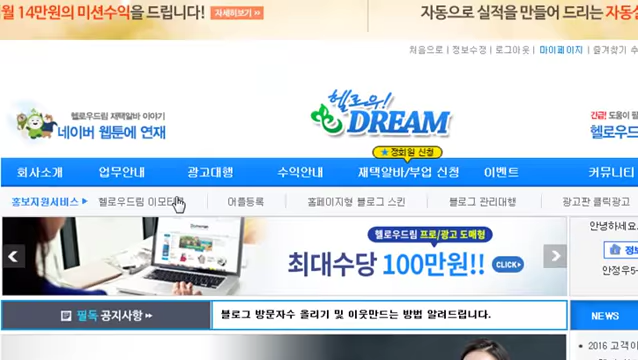 월 14만원의 미션수익을 드립니다! 자세히보기
자동으로 실적을 만들어 드리는
처음으로 | 정보수정 | 로그아웃 | 마이페이지 | 즐겨찾기
헬로우드림 재택알바 이야기
네이버 웹툰에 연재
헬로우!
DREAM
긴급! 도움이
헬로우드
정회원 신청
회사소개 업무안내 광고대행 수익안내 재택알바/부업 신청 이벤트 커뮤니티
홍보지원서비스 헬로우드림 이모티 어플등록 홈페이지형 블로그 스킨 블로그 관리대행 광고판 클릭광고
안녕하세요.
헬로우드림 프로/광고 도매형
최대수당 100만원!! CLICK
안정우
필독 공지사항
블로그 방문자수 올리기 및 이웃만드는 방법 알려드립니다.
NEWS
2016 고객